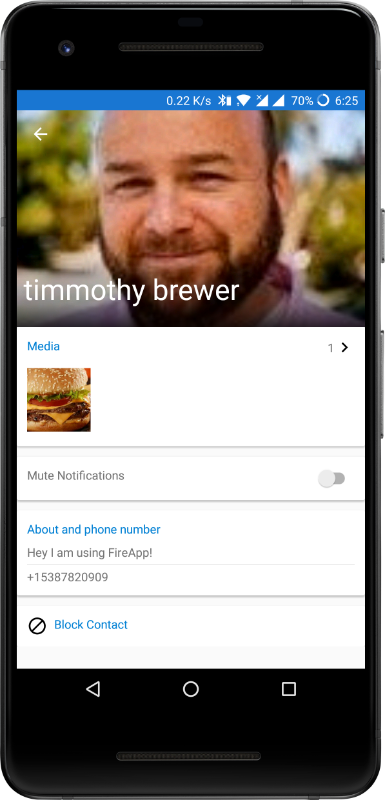 0.22 K/s 70% 6:25
timmothy brewer
Media 1
Mute Notifications
About and phone number
Hey I am using FireApp!
+15387820909
Block Contact